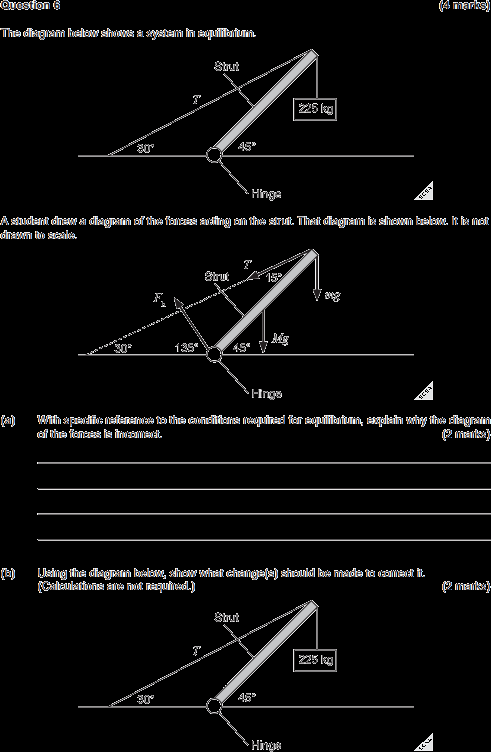 Question 6 (4 marks)
The diagram below shows a system in equilibrium.
Strut
T
225 kg
30°
45°
Hinge
A student drew a diagram of the forces acting on the strut. That diagram is shown below. It is not
drawn to scale.
T
15°
Strut
F₁
mg
Mg
30°
135°
45°
Hinge
(a) With specific reference to the conditions required for equilibrium, explain why the diagram
of the forces is incorrect. (2 marks)
(b) Using the diagram below, show what change(s) should be made to correct it.
(Calculations are not required.) (2 marks)
Strut
T
225 kg
30°
45°
Hinge